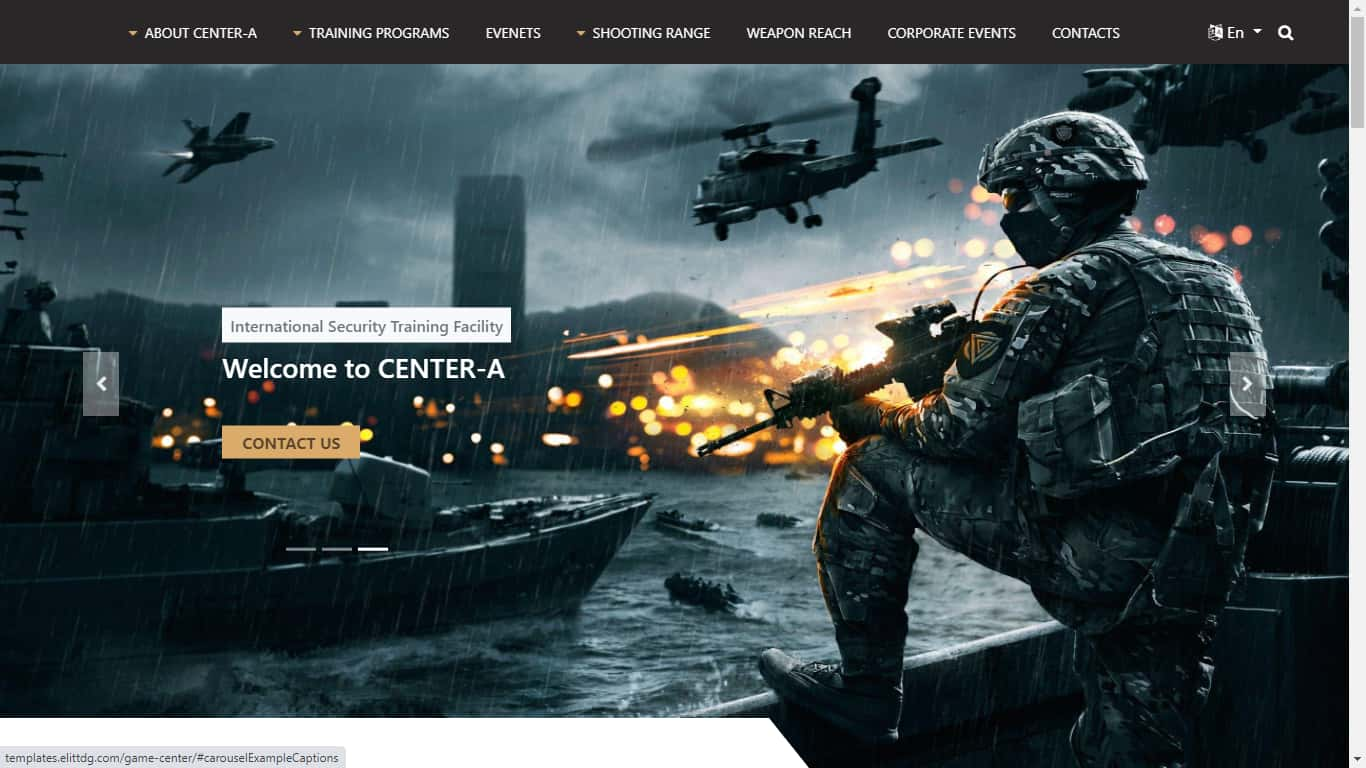 ABOUT CENTER-A TRAINING PROGRAMS EVENETS SHOOTING RANGE WEAPON REACH CORPORATE EVENTS CONTACTS En
International Security Training Facility
Welcome to CENTER-A
CONTACT US
templates.elittdg.com/game-center/#carouselExampleCaptions